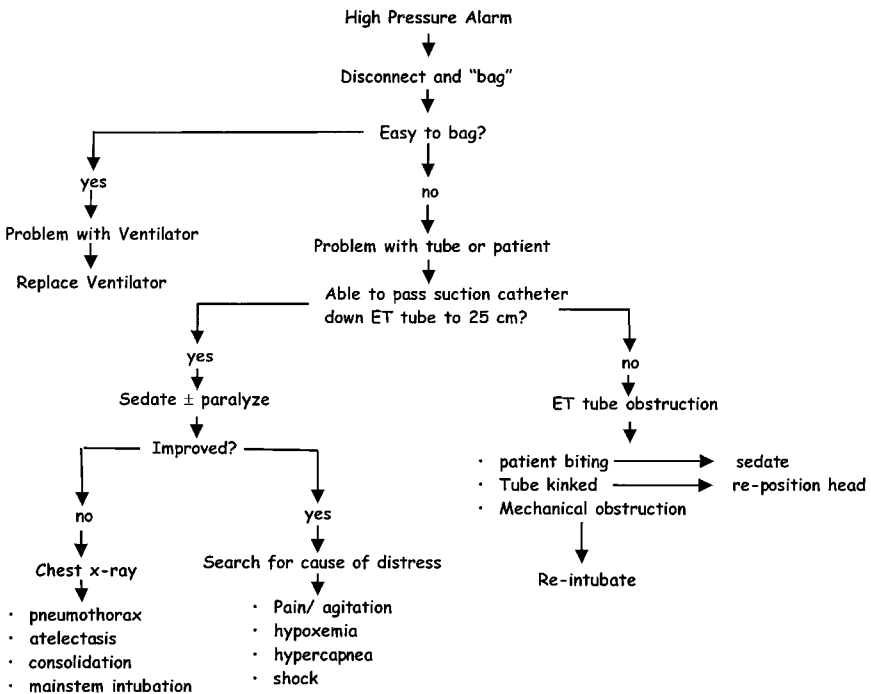 High Pressure Alarm
Disconnect and “bag”
Easy to bag?
yes
no
Problem with Ventilator
Replace Ventilator
Problem with tube or patient
Able to pass suction catheter
down ET tube to 25 cm?
yes
no
Sedate ± paralyze
Improved?
no
yes
Chest x-ray
· pneumothorax
· atelectasis
· consolidation
· mainstem intubation
Search for cause of distress
· Pain/ agitation
· hypoxemia
· hypercapnea
· shock
ET tube obstruction
· patient biting sedate
· Tube kinked re-position head
· Mechanical obstruction
Re-intubate